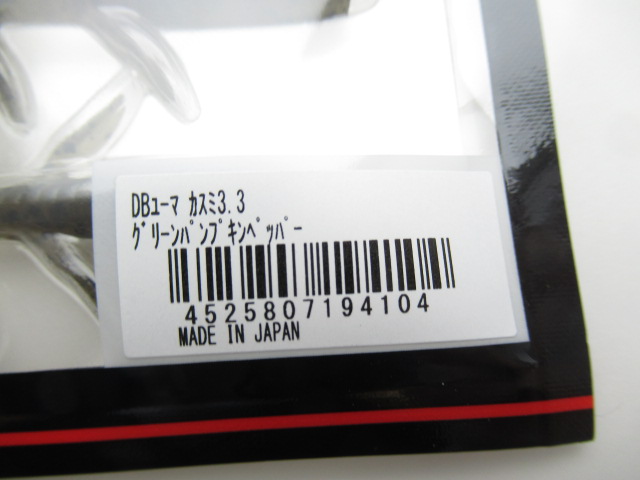 DBﾕｰﾏ ｶｽﾐ3.3
ｸﾞﾘｰﾝﾊﾟﾝﾌﾟｷﾝﾍﾟｯﾊﾟｰ
4525807194104
MADE IN JAPAN